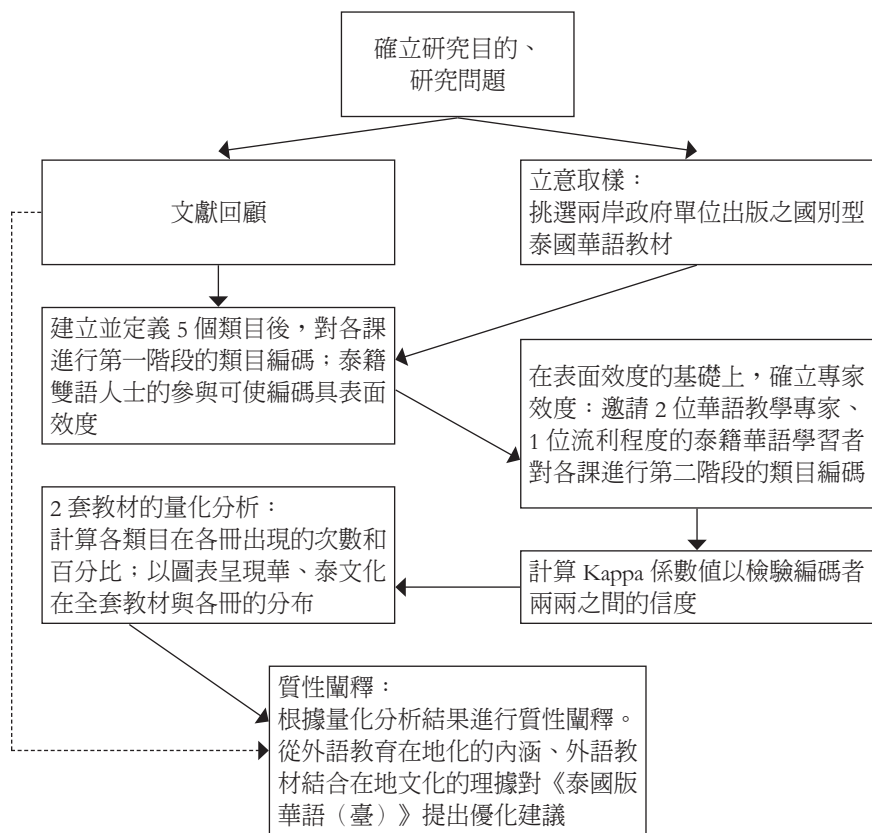 確立研究目的、
研究問題
文獻回顧
立意取樣：
挑選兩岸政府單位出版之國別型
泰國華語教材
建立並定義 5 個類目後，對各課
進行第一階段的類目編碼；泰籍
雙語人士的參與可使編碼具表面
效度
在表面效度的基礎上，確立專家
效度：邀請 2 位華語教學專家、
1 位流利程度的泰籍華語學習者
對各課進行第二階段的類目編碼
2 套教材的量化分析：
計算各類目在各冊出現的次數和
百分比；以圖表呈現華、泰文化
在全套教材與各冊的分布
計算 Kappa 係數值以檢驗編碼者
兩兩之間的信度
質性闡釋：
根據量化分析結果進行質性闡釋。
從外語教育在地化的內涵、外語教
材結合在地文化的理據對《泰國版
華語（臺）》提出優化建議